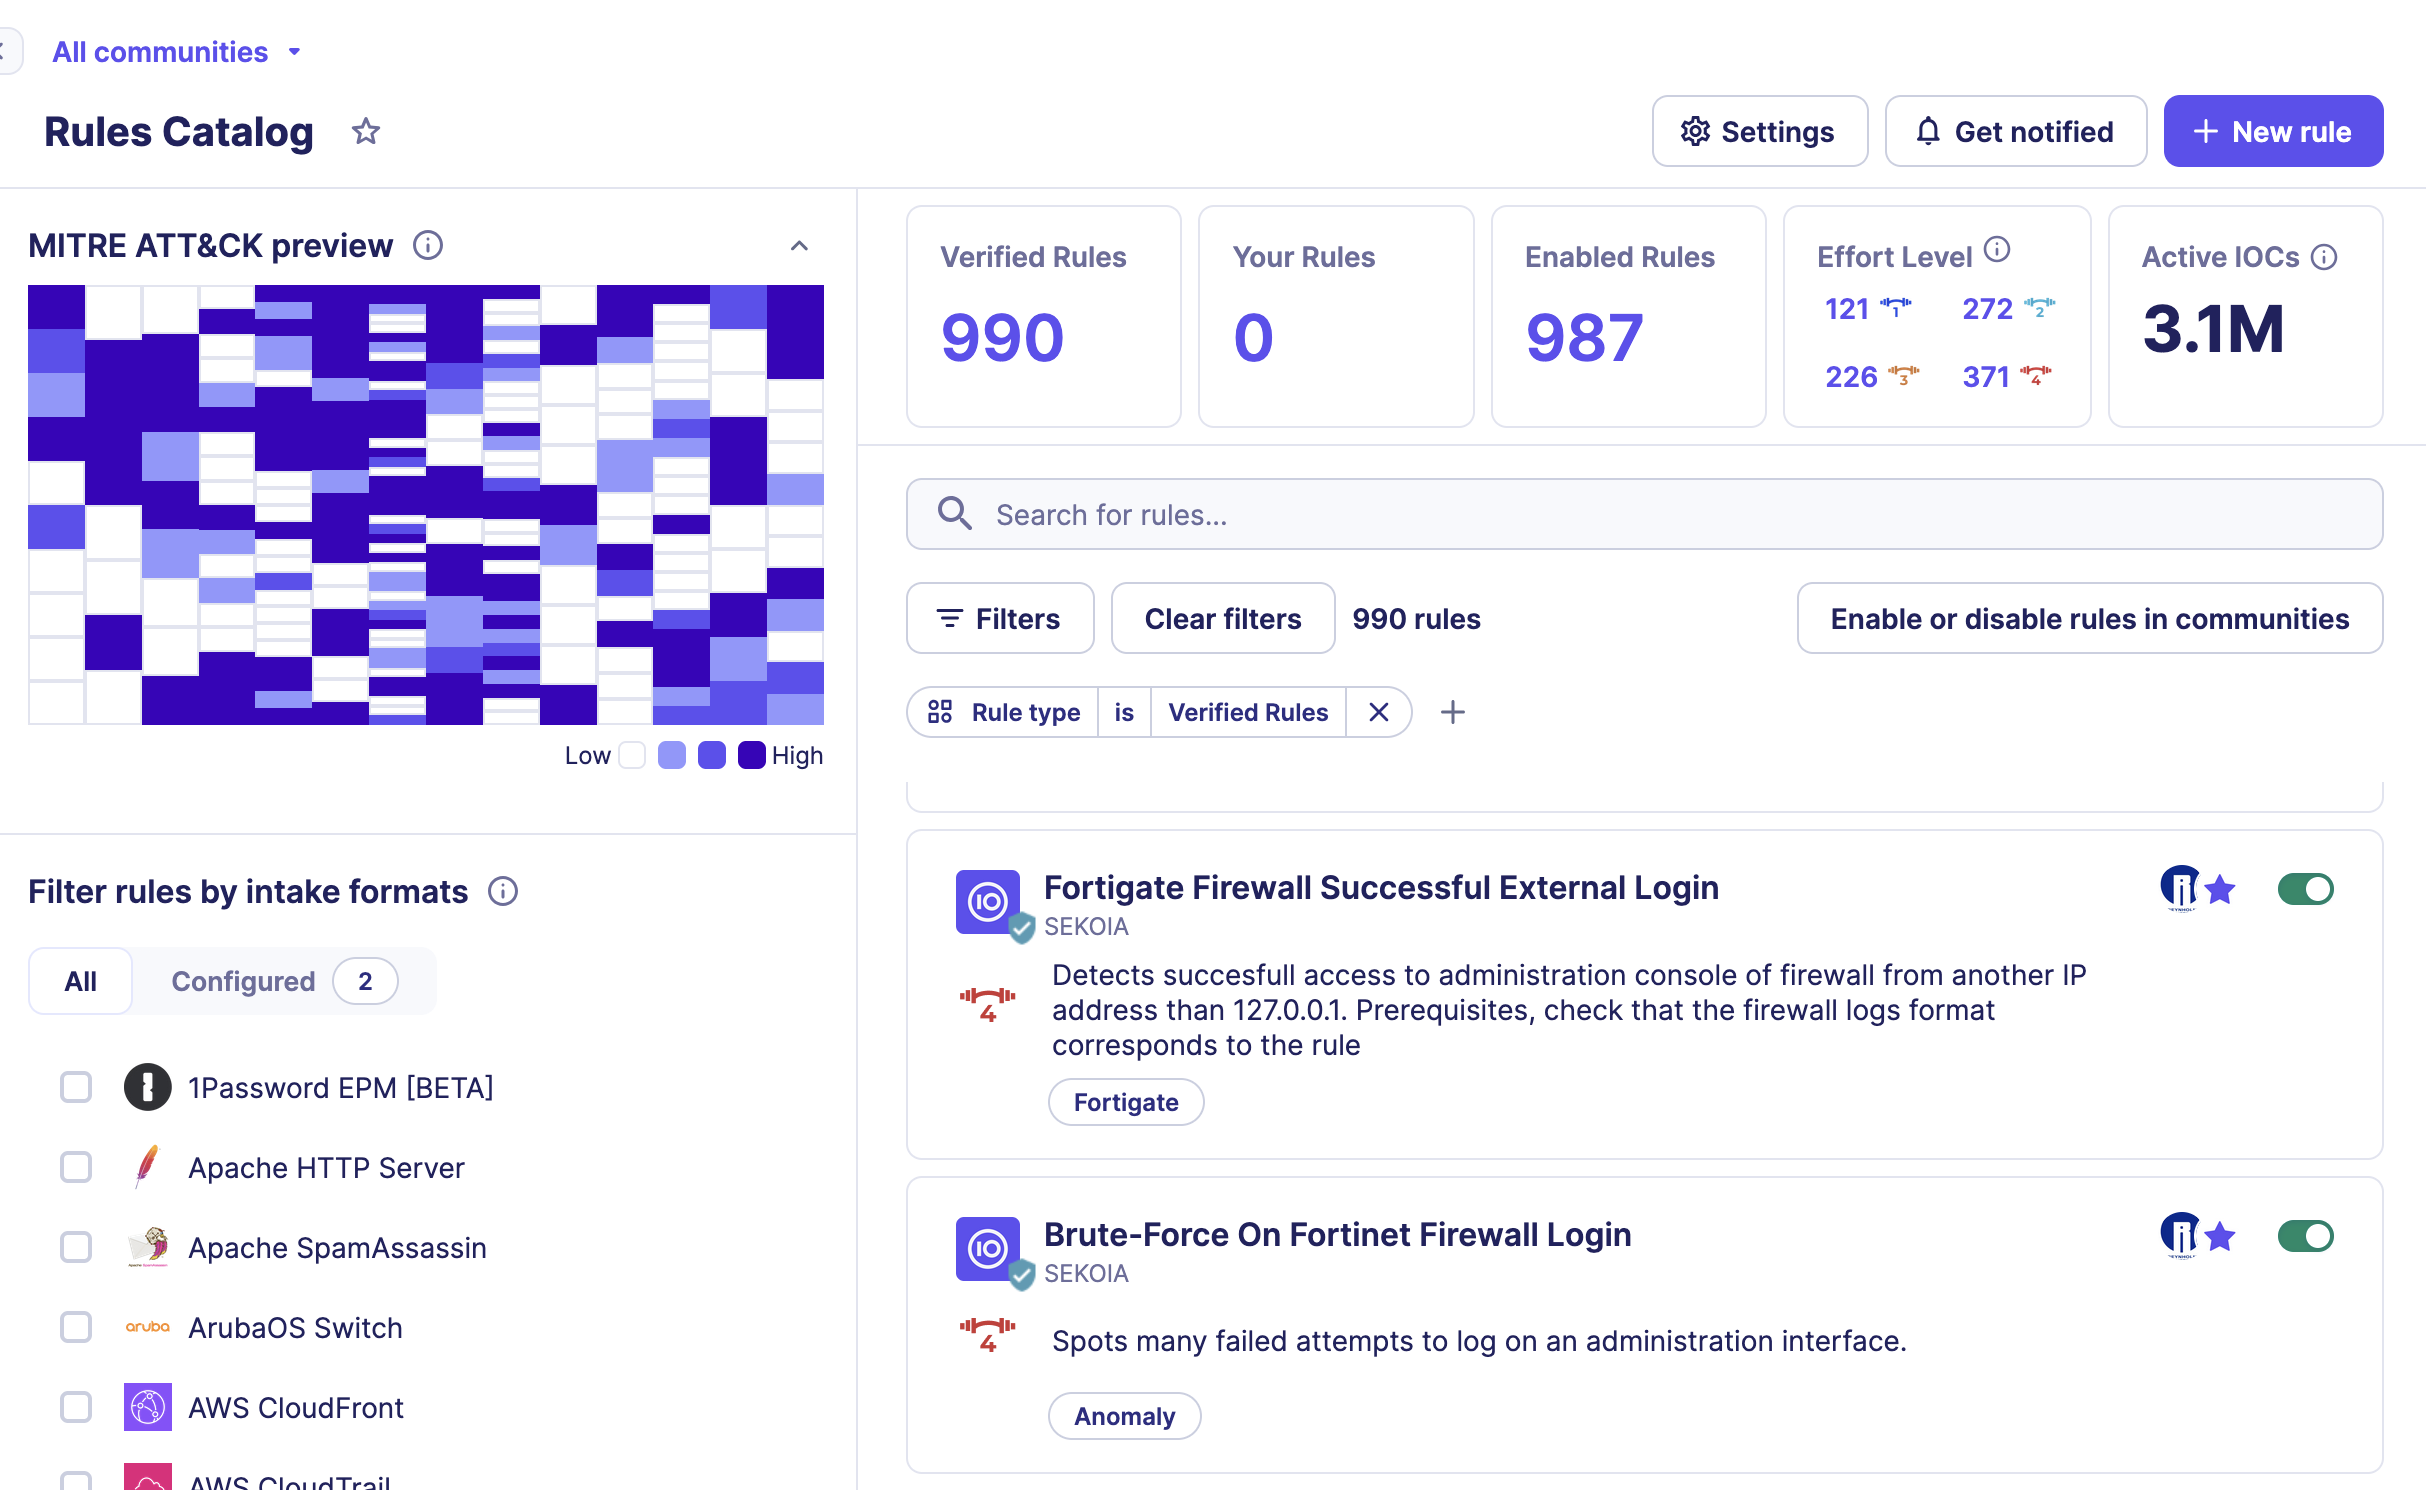 All communities
Rules Catalog
Settings
Get notified
New rule
MITRE ATT&CK preview
Low
High
Filter rules by intake formats
All
Configured 2
1Password EPM [BETA]
Apache HTTP Server
Apache SpamAssassin
aruba ArubaOS Switch
AWS CloudFront
AWS CloudTrail
Verified Rules
990
Your Rules
0
Enabled Rules
987
Effort Level
121 1
272 2
226 3
371 4
Active IOCs
3.1M
Search for rules...
Filters
Clear filters
990 rules
Enable or disable rules in communities
Rule type is Verified Rules
Fortigate Firewall Successful External Login
SEKOIA
4
Detects succesfull access to administration console of firewall from another IP
address than 127.0.0.1. Prerequisites, check that the firewall logs format
corresponds to the rule
Fortigate
Brute-Force On Fortinet Firewall Login
SEKOIA
4
Spots many failed attempts to log on an administration interface.
Anomaly